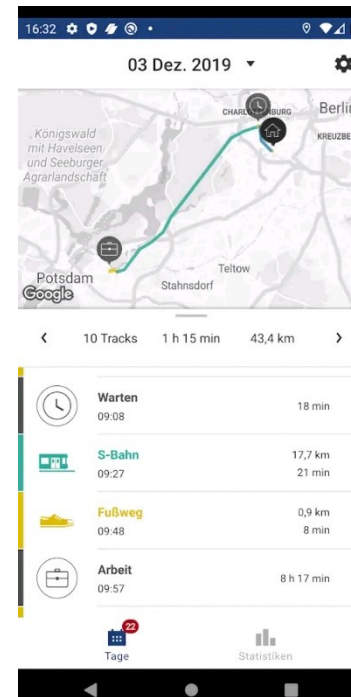 16:32
03 Dez. 2019
CHARLOTTENBURG
Berlin
KREUZBE
Königswald
mit Havelseen
und Seeburger
Agrarlandschaft
Potsdam
Teltow
Stahnsdorf
Google
10 Tracks 1 h 15 min 43,4 km
Warten
18 min
09:08
S-Bahn
17,7 km
09:27
21 min
Fußweg
0,9 km
09:48
8 min
Arbeit
8 h 17 min
09:57
22
Tage
Statistiken